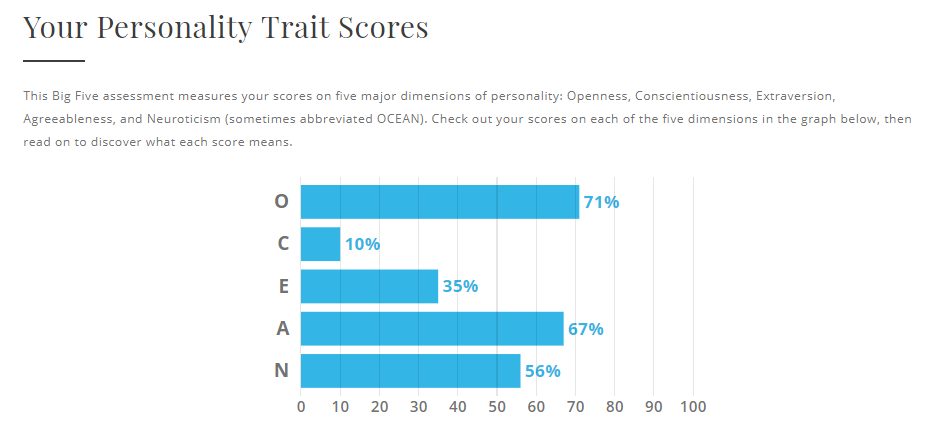 Your Personality Trait Scores
This Big Five assessment measures your scores on five major dimensions of personality: Openness, Conscientiousness, Extraversion,
Agreeableness, and Neuroticism (sometimes abbreviated OCEAN). Check out your scores on each of the five dimensions in the graph below, then
read on to discover what each score means.
O 71%
C 10%
E 35%
A 67%
N 56%
0 10 20 30 40 50 60 70 80 90 100